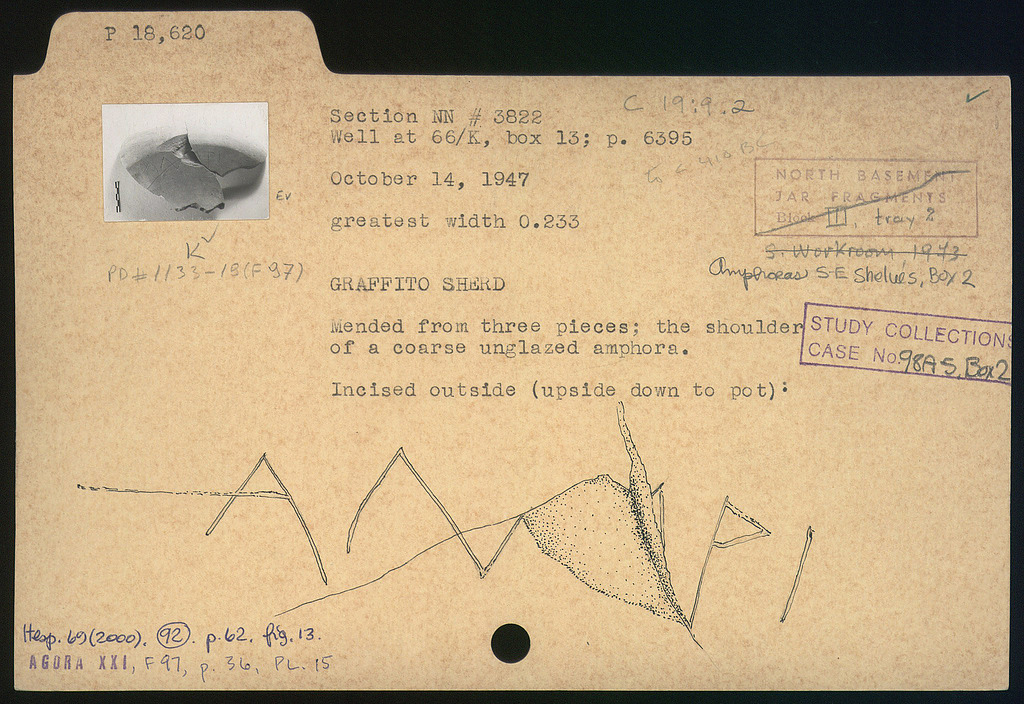 P 18,620
Section NN # 3822
C 19:9.2
Well at 66/K, box 13; p. 6395
October 14, 1947
greatest width 0.233
EV
K
PD # 1133-19 (F 97)
NORTH BASEMENT
JAR FRAGMENTS
Block III, tray 2
S. Workroom, 1973
Amphoras S-E Shelves, Box 2
GRAFFITO SHERD
Mended from three pieces; the shoulder
of a coarse unglazed amphora.
STUDY COLLECTIONS
CASE No. 98A-5, Box 2
Incised outside (upside down to pot):
Hesp. 69 (2000). 92. p. 62. fig. 13.
AGORA XXI, F 97, p. 36, PL. 15